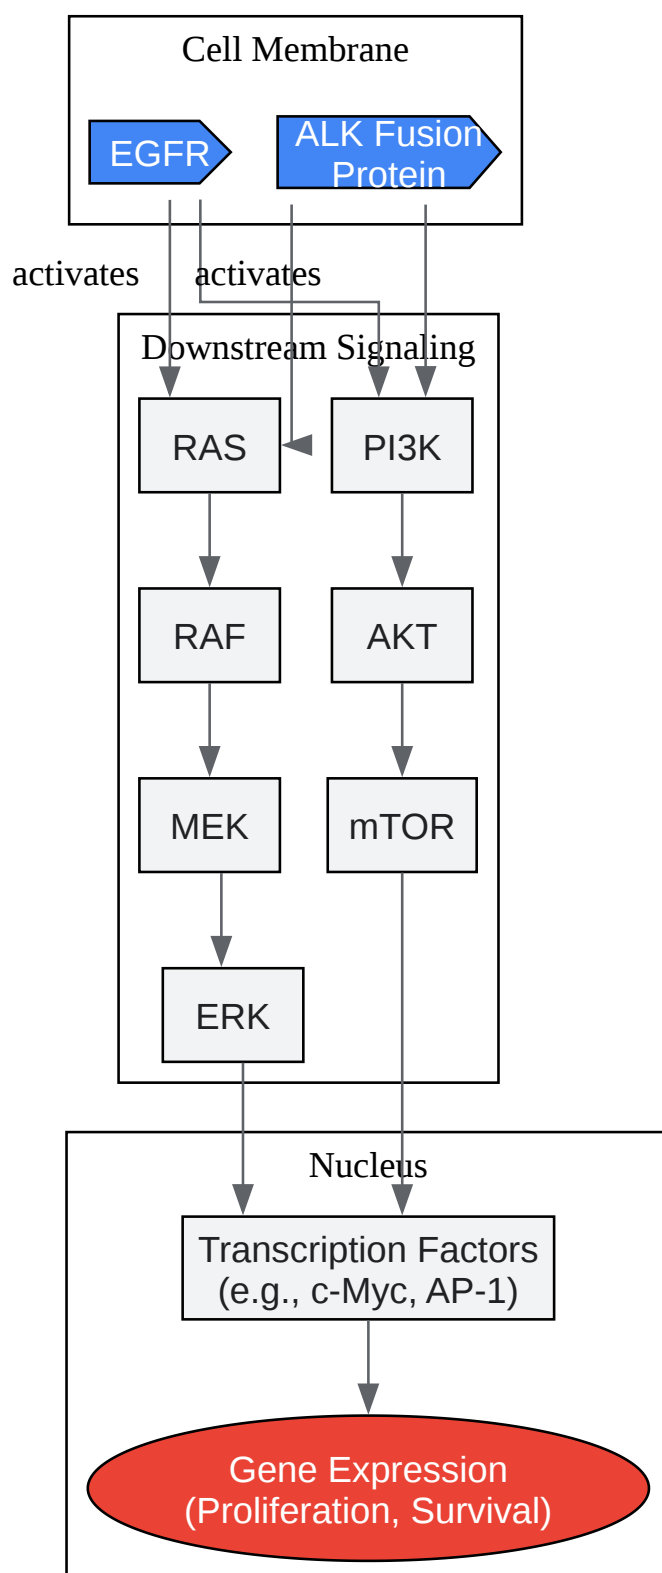 Cell Membrane
EGFR
ALK Fusion
Protein
activates
activates
Downstream Signaling
RAS
PI3K
RAF
AKT
MEK
mTOR
ERK
Nucleus
Transcription Factors
(e.g., c-Myc, AP-1)
Gene Expression
(Proliferation, Survival)